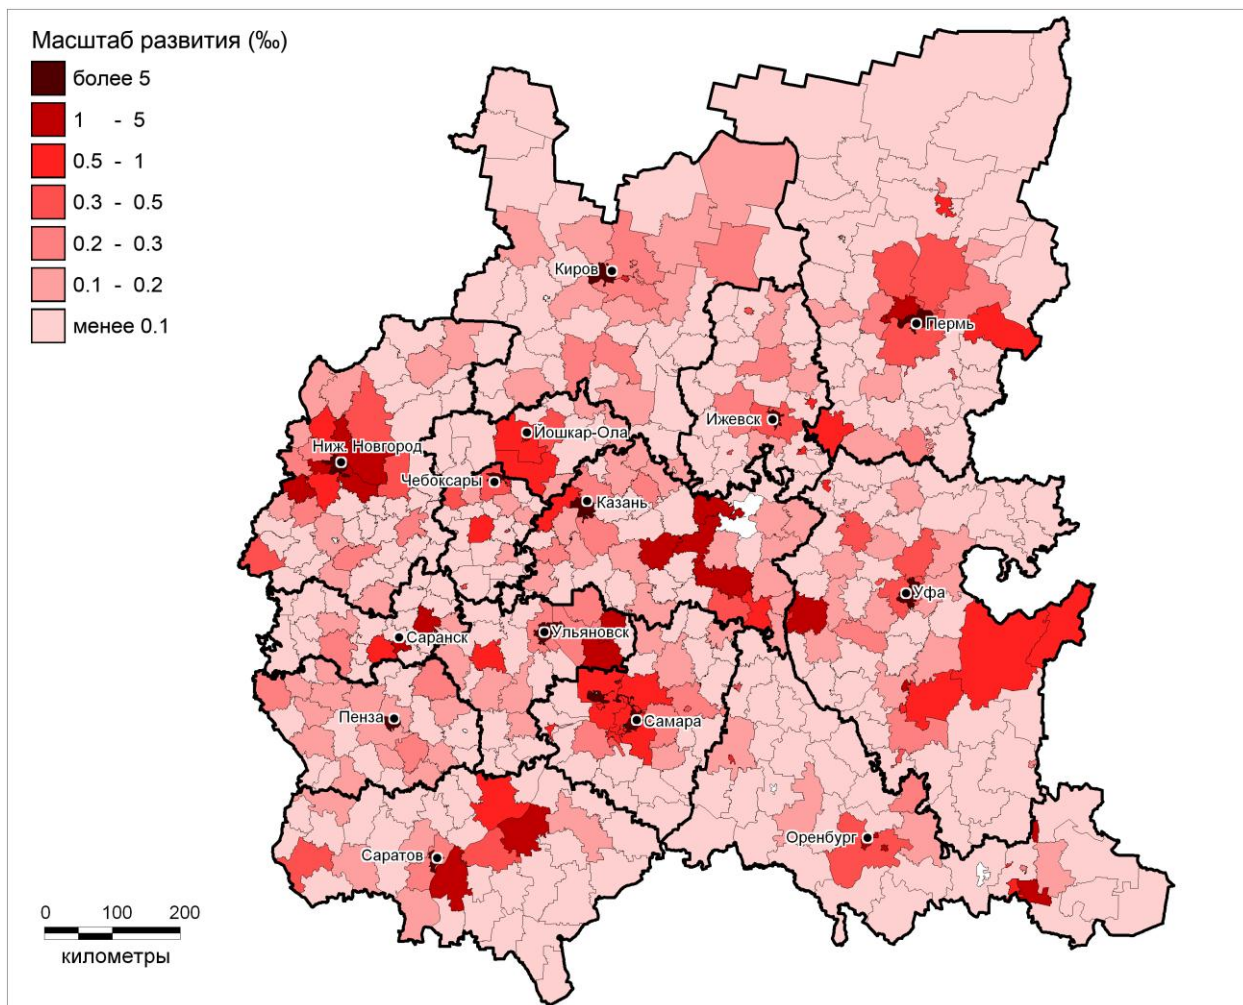 Масштаб развития (‰)
более 5
1 - 5
0.5 - 1
0.3 - 0.5
0.2 - 0.3
0.1 - 0.2
менее 0.1
Киров
Пермь
Ижевск
Йошкар-Ола
Ниж. Новгород
Чебоксары
Казань
Уфа
Ульяновск
Саранск
Пенза
Самара
Оренбург
Саратов
0 100 200
километры